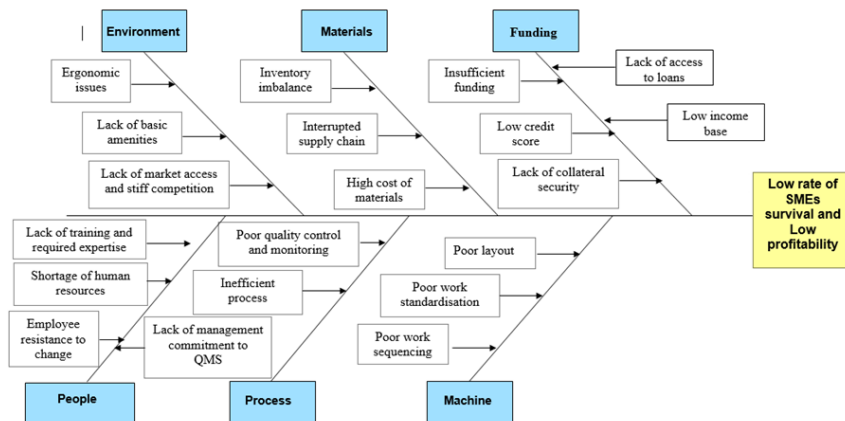 Environment
Materials
Funding
Ergonomic
issues
Inventory
imbalance
Insufficient
funding
Lack of access
to loans
Lack of basic
amenities
Interrupted
supply chain
Low credit
score
Low income
base
Lack of market access
and stiff competition
High cost of
materials
Lack of collateral
security
Low rate of
SMEs
survival and
Low
profitability
Lack of training and
required expertise
Poor quality control
and monitoring
Poor layout
Shortage of human
resources
Inefficient
process
Poor work
standardisation
Employee
resistance to
change
Lack of management
commitment to
QMS
Poor work
sequencing
People
Process
Machine